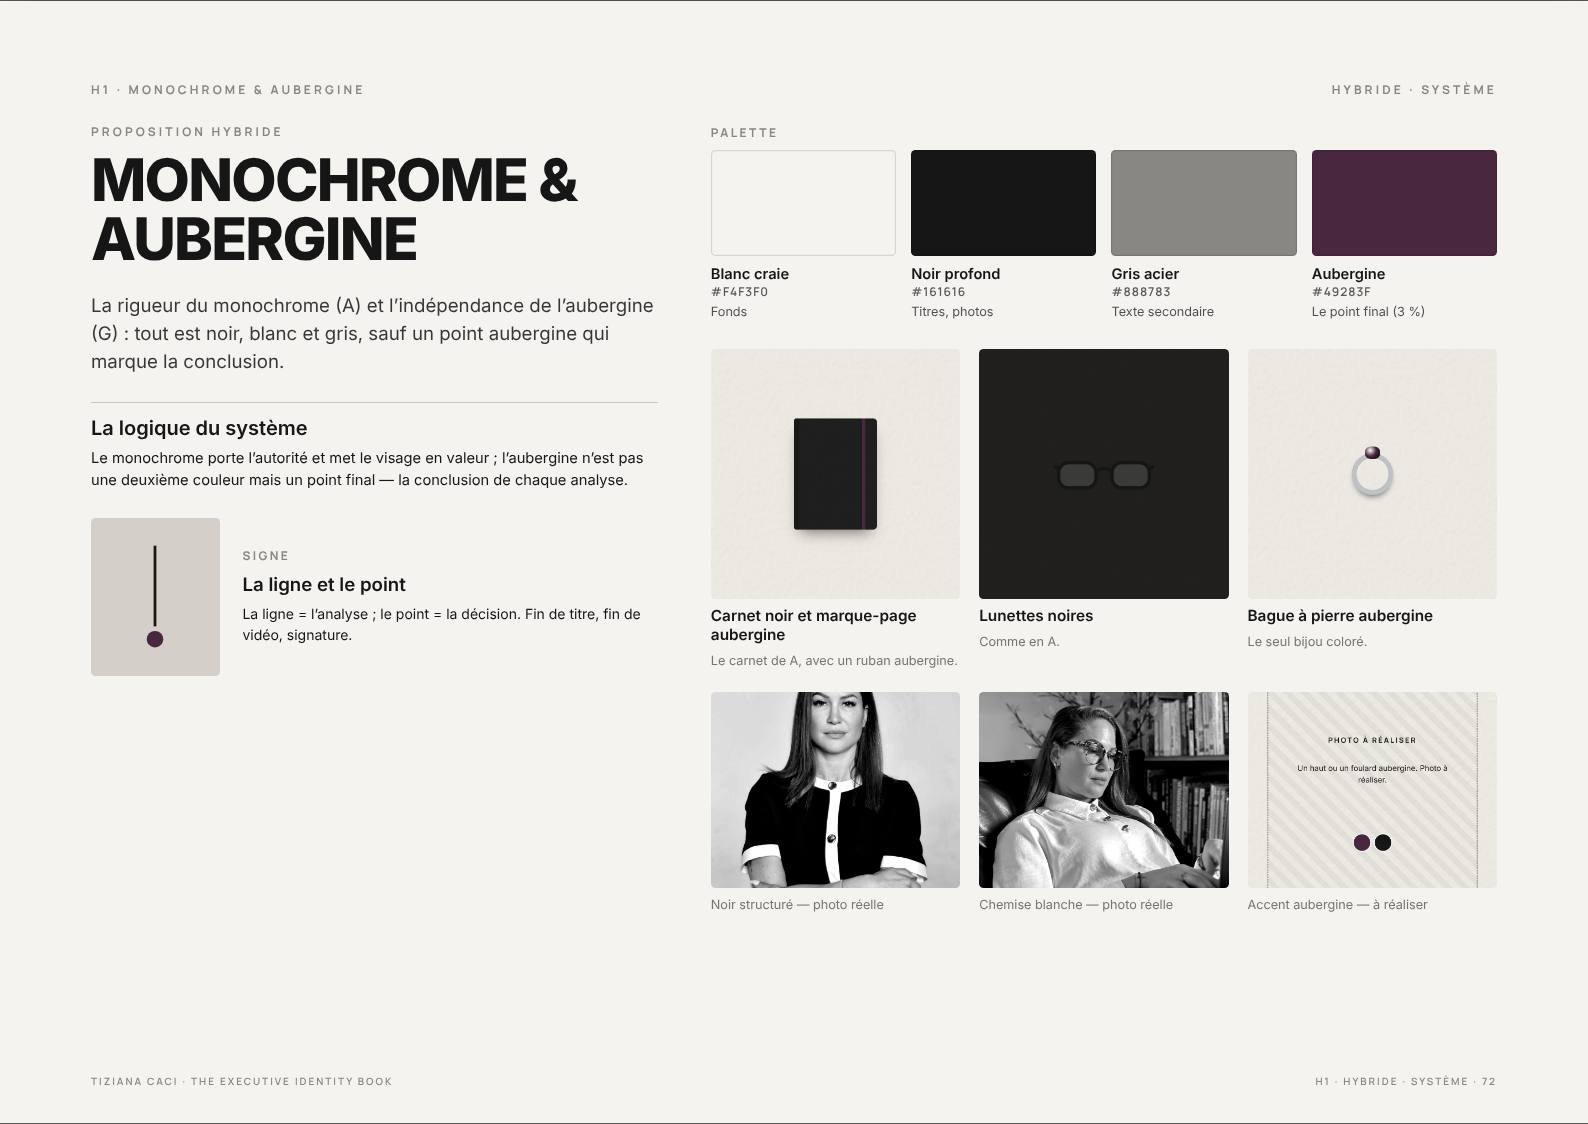 H1 · MONOCHROME & AUBERGINE
HYBRIDE · SYSTÈME
PROPOSITION HYBRIDE
MONOCHROME &
AUBERGINE
La rigueur du monochrome (A) et l’indépendance de l’aubergine
(G) : tout est noir, blanc et gris, sauf un point aubergine qui
marque la conclusion.
La logique du système
Le monochrome porte l’autorité et met le visage en valeur ; l’aubergine n’est pas
une deuxième couleur mais un point final — la conclusion de chaque analyse.
SIGNE
La ligne et le point
La ligne = l’analyse ; le point = la décision. Fin de titre, fin de
vidéo, signature.
PALETTE
Blanc craie
#F4F3F0
Fonds
Noir profond
#161616
Titres, photos
Gris acier
#888783
Texte secondaire
Aubergine
#49283F
Le point final (3 %)
Carnet noir et marque-page
aubergine
Le carnet de A, avec un ruban aubergine.
Lunettes noires
Comme en A.
Bague à pierre aubergine
Le seul bijou coloré.
Noir structuré — photo réelle
Chemise blanche — photo réelle
PHOTO À RÉALISER
Un haut ou un foulard aubergine. Photo à
réaliser.
Accent aubergine — à réaliser
TIZIANA CACI · THE EXECUTIVE IDENTITY BOOK
H1 · HYBRIDE · SYSTÈME · 72